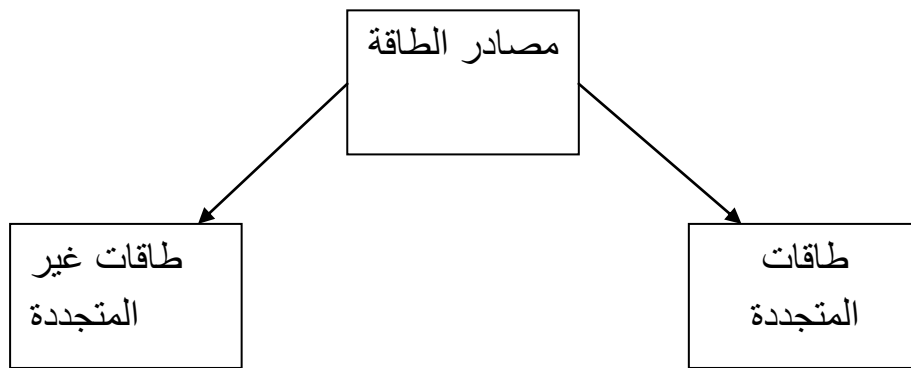 مصادر الطاقة
طاقات
المتجددة
طاقات غير
المتجددة